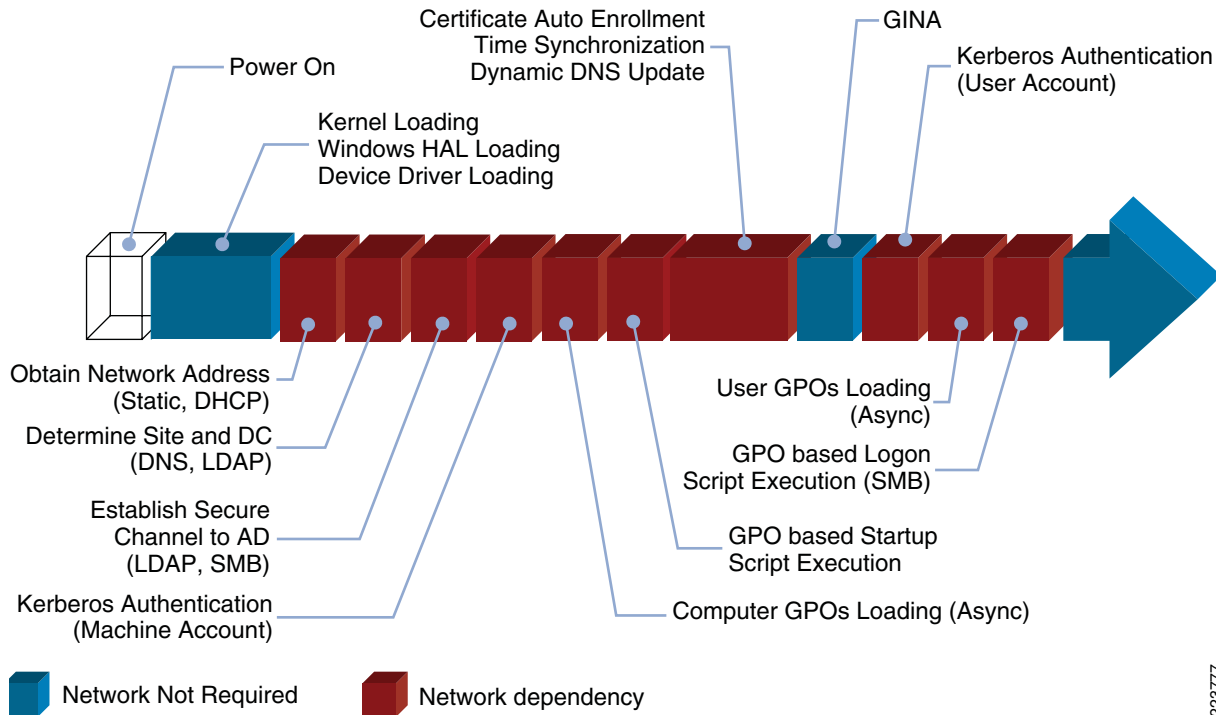 Power On
Kernel Loading
Windows HAL Loading
Device Driver Loading
Certificate Auto Enrollment
Time Synchronization
Dynamic DNS Update
GINA
Kerberos Authentication
(User Account)
Obtain Network Address
(Static, DHCP)
Determine Site and DC
(DNS, LDAP)
Establish Secure
Channel to AD
(LDAP, SMB)
Kerberos Authentication
(Machine Account)
User GPOs Loading
(Async)
GPO based Logon
Script Execution (SMB)
GPO based Startup
Script Execution
Computer GPOs Loading (Async)
Network Not Required
Network dependency
223777